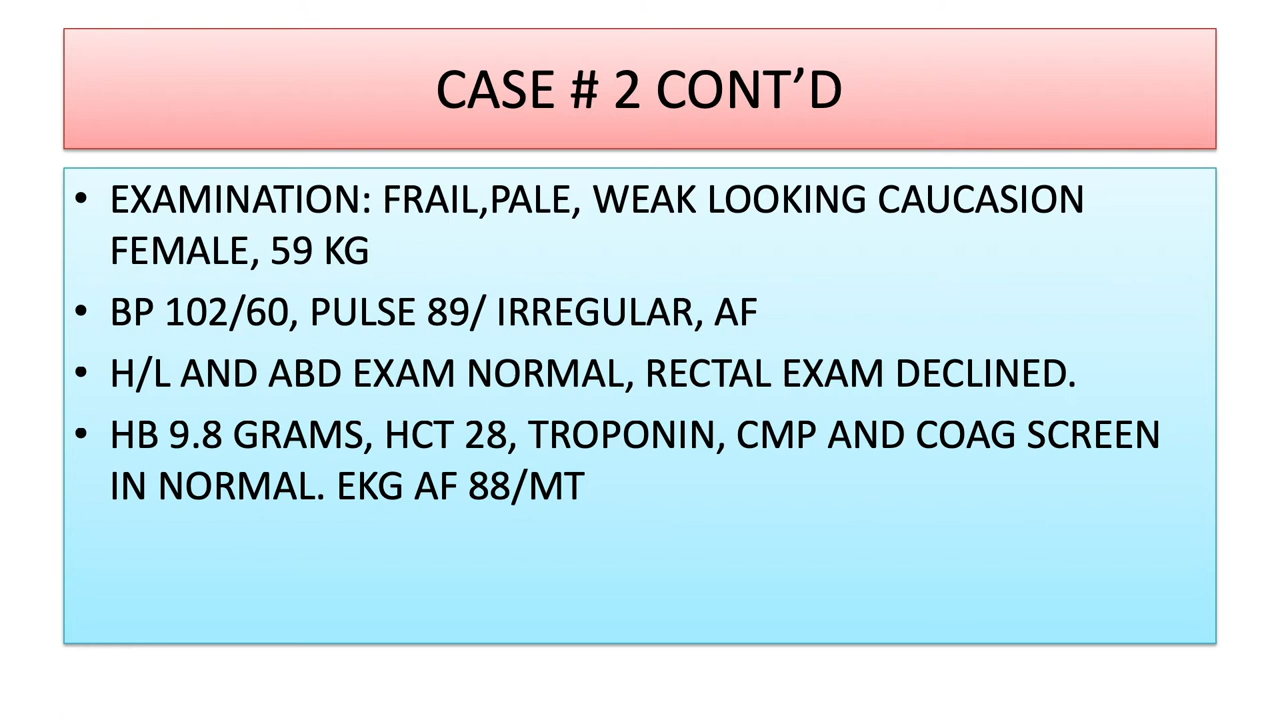 CASE # 2 CONT’D
• EXAMINATION: FRAIL,PALE, WEAK LOOKING CAUCASION
FEMALE, 59 KG
• BP 102/60, PULSE 89/ IRREGULAR, AF
• H/L AND ABD EXAM NORMAL, RECTAL EXAM DECLINED.
• HB 9.8 GRAMS, HCT 28, TROPONIN, CMP AND COAG SCREEN
IN NORMAL. EKG AF 88/MT